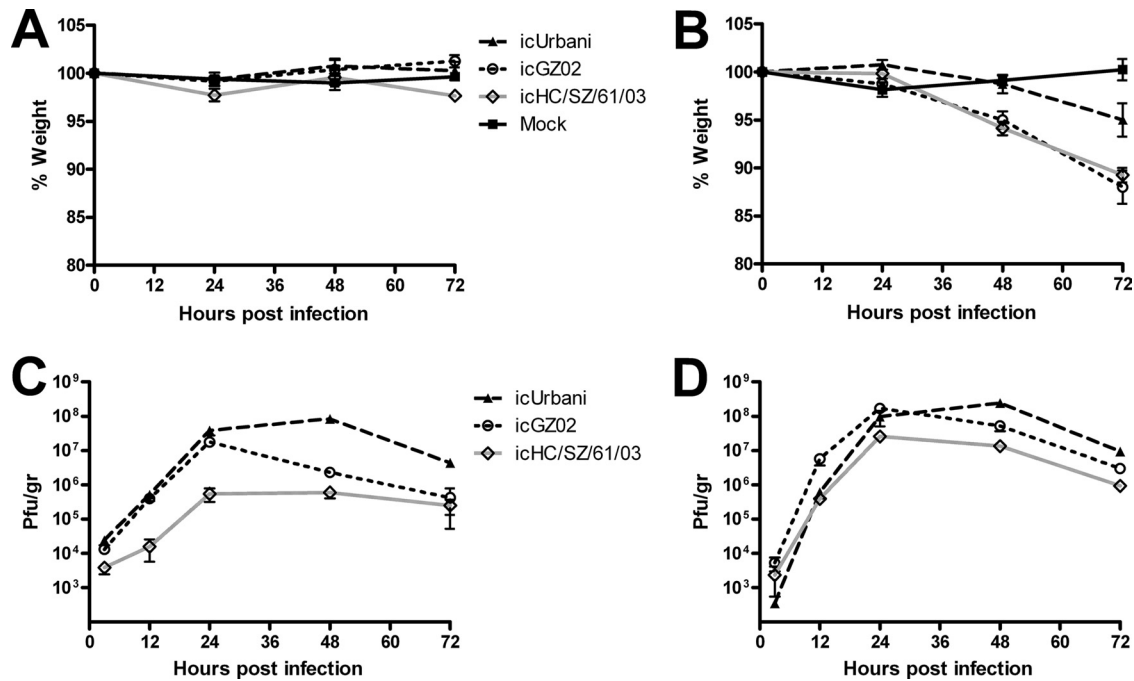 A
105
100
95
90
85
80
% Weight
0 12 24 36 48 60 72
Hours post infection
icUrbani
icGZ02
icHC/SZ/61/03
Mock
B
105
100
95
90
85
80
% Weight
0 12 24 36 48 60 72
Hours post infection
C
10⁹
10⁸
10⁷
10⁶
10⁵
10⁴
10³
Pfu/gr
0 12 24 36 48 60 72
Hours post infection
icUrbani
icGZ02
icHC/SZ/61/03
D
10⁹
10⁸
10⁷
10⁶
10⁵
10⁴
10³
Pfu/gr
0 12 24 36 48 60 72
Hours post infection